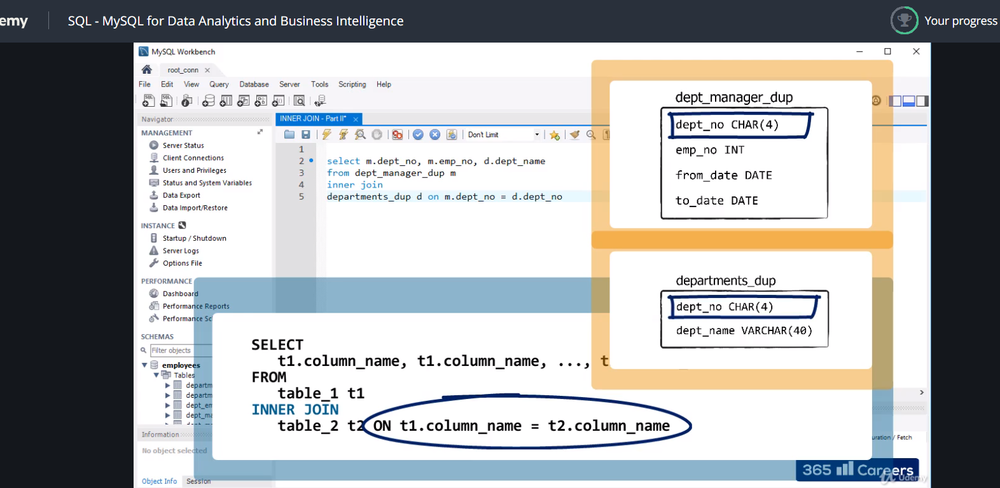 emy
SQL - MySQL for Data Analytics and Business Intelligence
Your progress
MySQL Workbench
root_conn
File Edit View Query Database Server Tools Scripting Help
Navigator
INNER JOIN - Part II*
MANAGEMENT
Server Status
Client Connections
Users and Privileges
Status and System Variables
Data Export
Data Import/Restore
INSTANCE
Startup / Shutdown
Server Logs
Options File
PERFORMANCE
Dashboard
Performance Reports
Performance Sc
SCHEMAS
Filter objects
employees
Tables
departm
departm
dept_em
dept_ma
Information
No object selected
Object Info Session
Don't Limit
1
2 select m.dept_no, m.emp_no, d.dept_name
3 from dept_manager_dup m
4 inner join
5 departments_dup d on m.dept_no = d.dept_no
dept_manager_dup
dept_no CHAR(4)
emp_no INT
from_date DATE
to_date DATE
departments_dup
dept_no CHAR(4)
dept_name VARCHAR(40)
SELECT
t1.column_name, t1.column_name, ..., t
FROM
table_1 t1
INNER JOIN
table_2 t2 ON t1.column_name = t2.column_name
uration / Fetch
365 Careers
Udemy